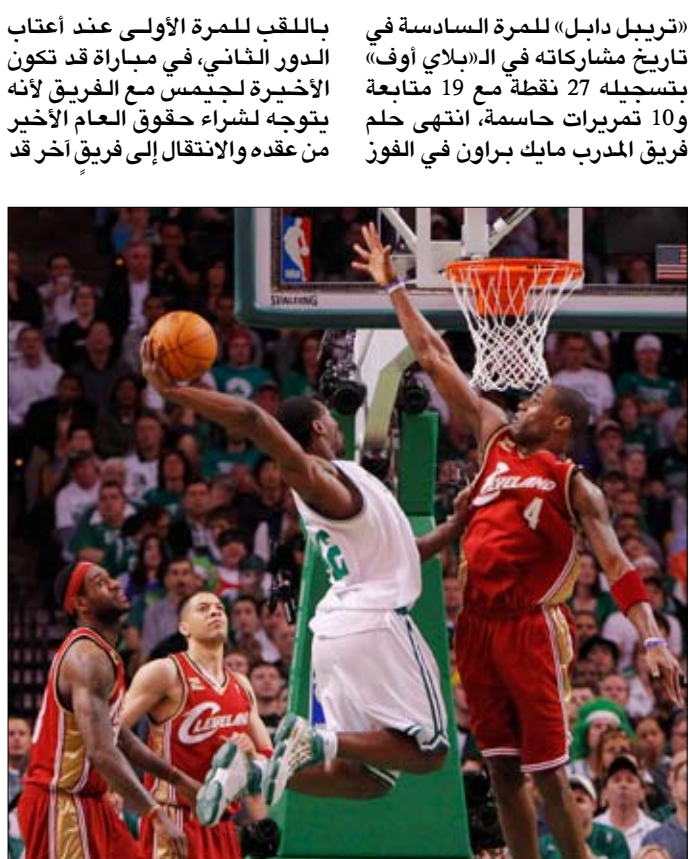 «تريبل دابل» للمرة السادسة في
تاريخ مشاركاته في الـ«بلاي أوف»
بتسجيله 27 نقطة مع 19 متابعة
و10 تمريرات حاسمة، انتهى حلم
فريق المدرب مايك براون في الفوز
باللقب للمرة الأولى عند أعتاب
الدور الثاني، في مباراة قد تكون
الأخيرة لجيمس مع الفريق لأنه
يتوجه لشراء حقوق العام الأخير
من عقده والانتقال إلى فريقٍ آخر قد
NBA
SPALDING
CLEVELAND
4
CLEVELAND